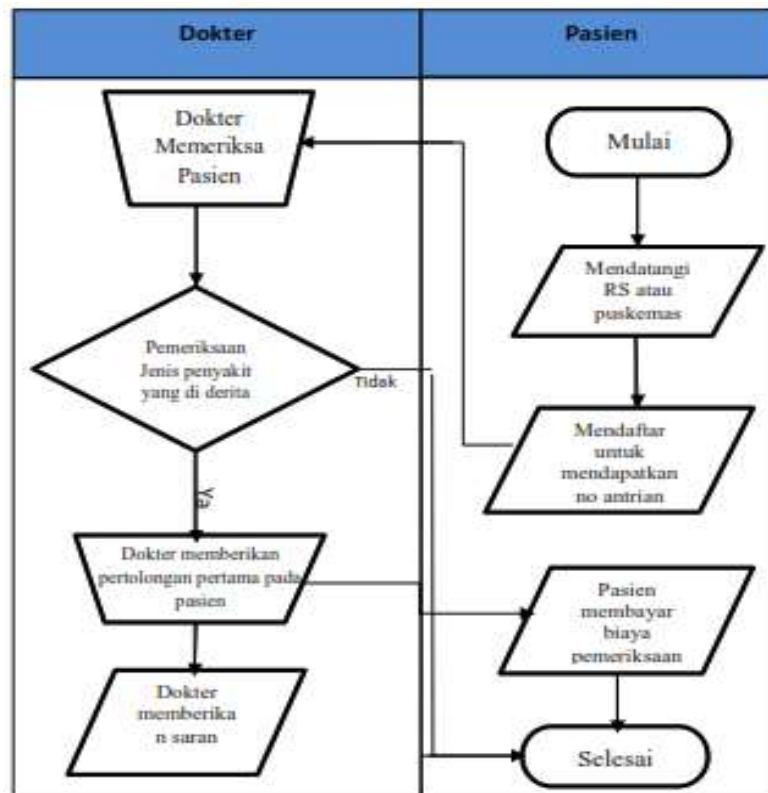 Dokter
Pasien
Dokter
Memeriksa
Pasien
Mulai
Mendatangi
RS atau
puskemas
Pemeriksaan
Jenis penyakit
yang di derita
Tidak
Mendaftar
untuk
mendapatkan
no antrian
Ya
Dokter memberikan
pertolongan pertama pada
pasien
Pasien
membayar
biaya
pemeriksaan
Dokter
memberika
n saran
Selesai